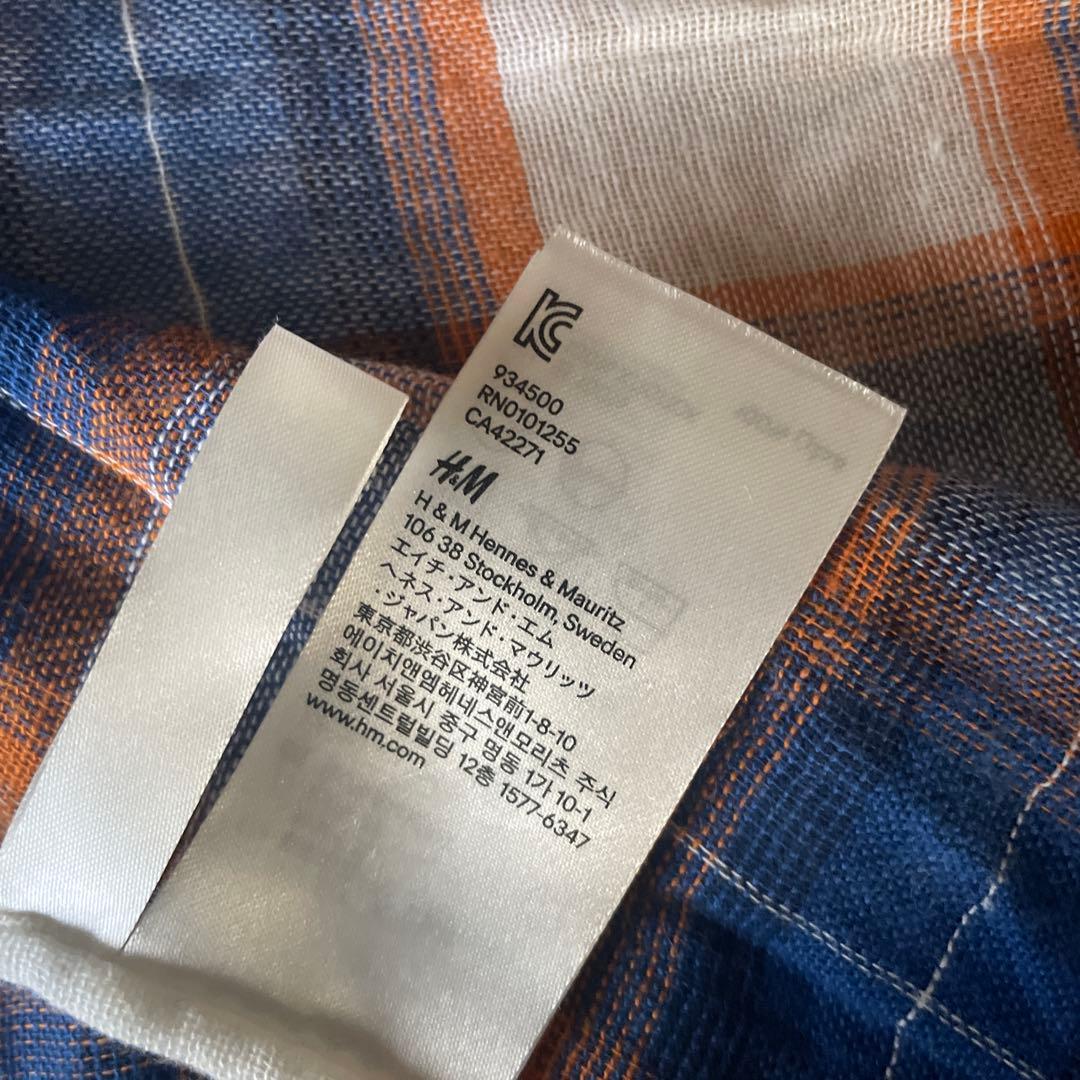 KC
934500
RN0101255
CA42271
H&M
H & M Hennes & Mauritz
106 38 Stockholm, Sweden
エイチ・アンド・エム
ヘネス・アンド・マウリッツ
・ジャパン株式会社
東京都渋谷区神宮前1-8-10
에이치앤엠헤네스앤모리츠 주식
회사 서울시 중구 명동 1가 10-1
명동센트럴빌딩 12층 1577-6347
www.hm.com